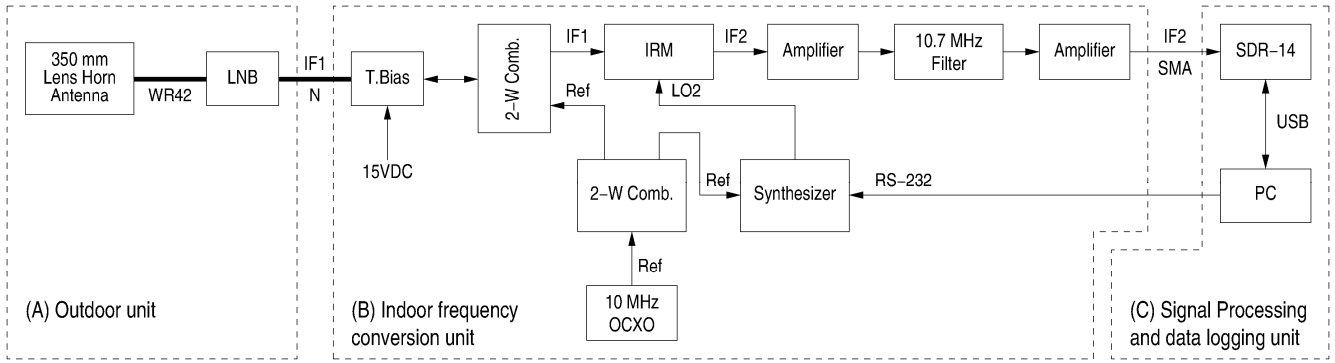 350 mm
Lens Horn
Antenna
WR42
LNB
IF1
N
T.Bias
15VDC
2−W Comb.
IF1
Ref
IRM
IF2
LO2
Amplifier
10.7 MHz
Filter
Amplifier
IF2
SMA
SDR−14
USB
PC
RS−232
2−W Comb.
Ref
Synthesizer
Ref
10 MHz
OCXO
(A) Outdoor unit
(B) Indoor frequency
conversion unit
(C) Signal Processing
and data logging unit